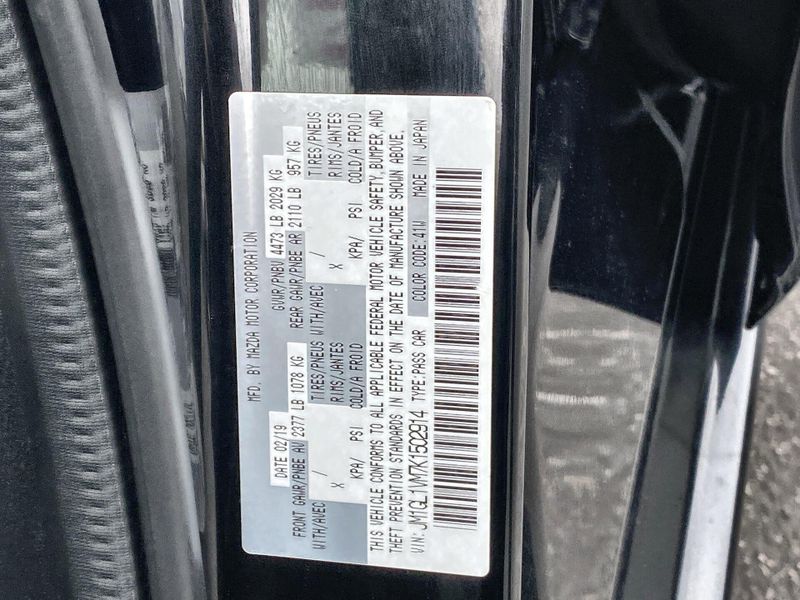 MFD. BY MAZDA MOTOR CORPORATION
DATE 02/19 GVWR/PNBV 4473 LB 2029 KG
FRONT GAWR/PNBE AV 2377 LB 1078 KG REAR GAWR/PNBE AR 2110 LB 957 KG
WITH/AVEC TIRES/PNEUS WITH/AVEC TIRES/PNEUS
/ X RIMS/JANTES / X RIMS/JANTES
KPA/ PSI COLD/A FROID KPA/ PSI COLD/A FROID
THIS VEHICLE CONFORMS TO ALL APPLICABLE FEDERAL MOTOR VEHICLE SAFETY,BUMPER,AND
THEFT PREVENTION STANDARDS IN EFFECT ON THE DATE OF MANUFACTURE SHOWN ABOVE.
VIN: JM1GL1VM7K1502914 TYPE:PASS CAR COLOR CODE:41W MADE IN JAPAN